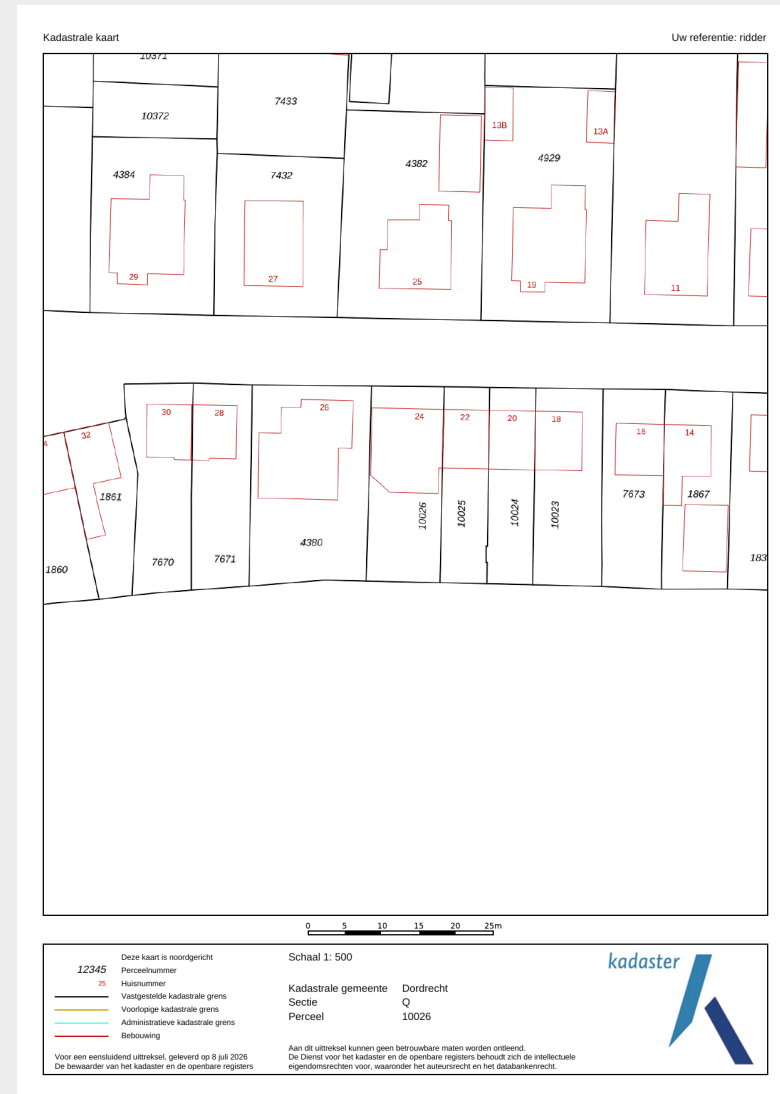 Kadastrale kaart
Uw referentie: ridder
10371
7433
10372
13B
13A
4384
7432
4382
4929
29
27
25
19
11
30
28
26
24
22
20
18
16
14
32
4
1861
7670
7671
4380
10026
10025
10024
10023
7673
1867
1860
183
0 5 10 15 20 25m
Deze kaart is noordgericht
12345 Perceelnummer
25 Huisnummer
Vastgestelde kadastrale grens
Voorlopige kadastrale grens
Administratieve kadastrale grens
Bebouwing
Voor een eensluidend uittreksel, geleverd op 8 juli 2026
De bewaarder van het kadaster en de openbare registers
Schaal 1: 500
Kadastrale gemeente Dordrecht
Sectie Q
Perceel 10026
Aan dit uittreksel kunnen geen betrouwbare maten worden ontleend.
De Dienst voor het kadaster en de openbare registers behoudt zich de intellectuele
eigendomsrechten voor, waaronder het auteursrecht en het databankenrecht.
kadaster